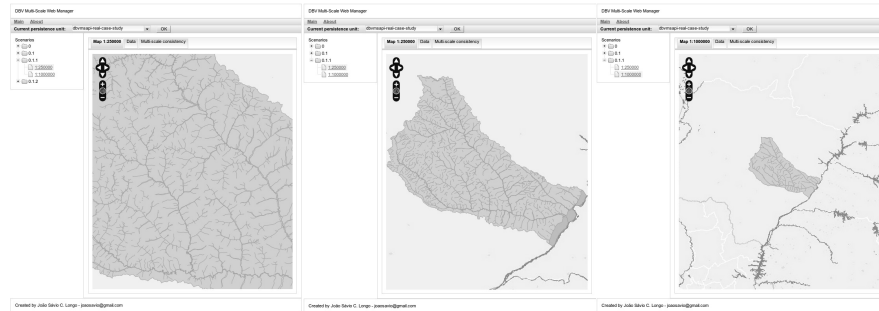 DBV Multi-Scale Web Manager
Main About
Current persistence unit: dbvmsapi-real-case-study OK
Scenarios
0
0.1
0.1.1
1:250000
1:1000000
0.1.2
Map 1:250000 Data Multi-scale consistency
Created by João Sávio C. Longo - joaosavio@gmail.com
DBV Multi-Scale Web Manager
Main About
Current persistence unit: dbvmsapi-real-case-study OK
Scenarios
0
0.1
0.1.1
1:250000
1:1000000
0.1.2
Map 1:250000 Data Multi-scale consistency
Created by João Sávio C. Longo - joaosavio@gmail.com
DBV Multi-Scale Web Manager
Main About
Current persistence unit: dbvmsapi-real-case-study OK
Scenarios
0
0.1
0.1.1
1:250000
1:1000000
0.1.2
Map 1:1000000 Data Multi-scale consistency
Created by João Sávio C. Longo - joaosavio@gmail.com